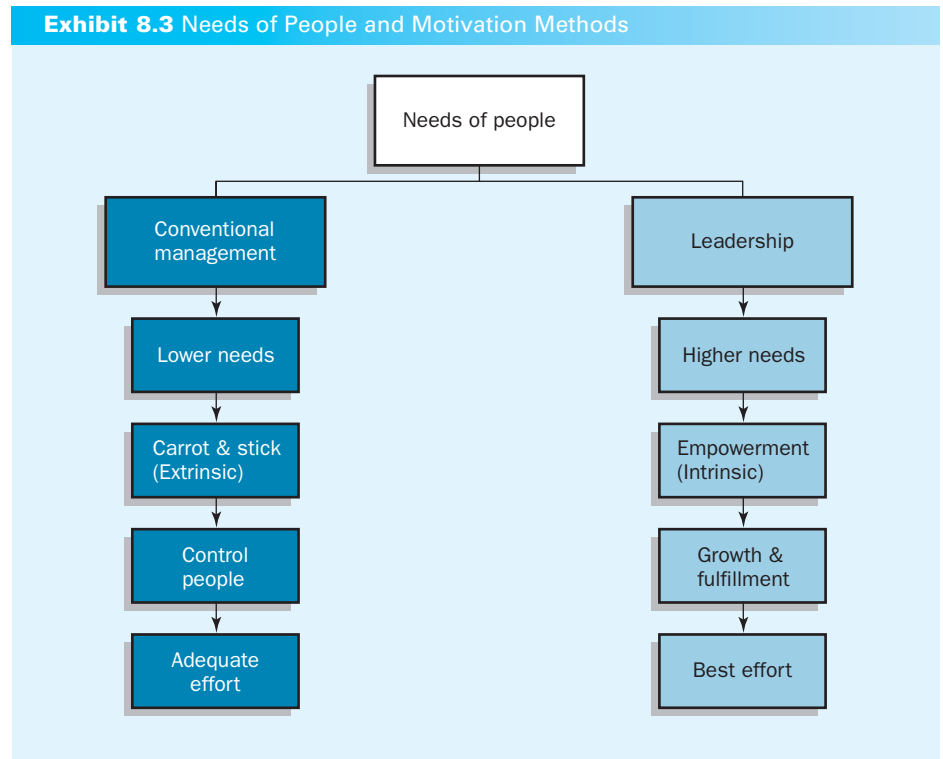 Exhibit 8.3 Needs of People and Motivation Methods
Needs of people
Conventional
management
Leadership
Lower needs
Higher needs
Carrot & stick
(Extrinsic)
Empowerment
(Intrinsic)
Control
people
Growth &
fulfillment
Adequate
effort
Best effort